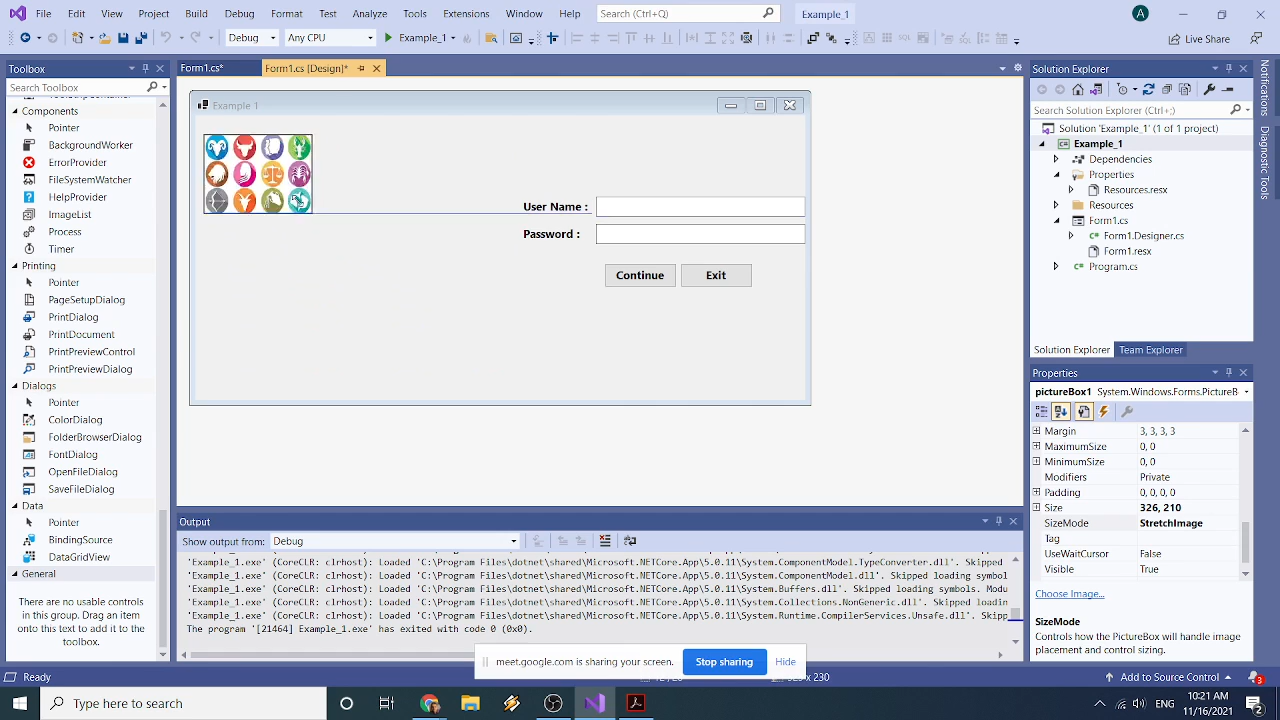 File Edit View Git Project Build Debug Design Format Test Analyze Tools Extensions Window Help Search (Ctrl+Q) Example_1 A
Debug Any CPU Example_1 Live Share
Toolbox
Search Toolbox
Components
Pointer
BackgroundWorker
ErrorProvider
FileSystemWatcher
HelpProvider
ImageList
Process
Timer
Printing
Pointer
PageSetupDialog
PrintDialog
PrintDocument
PrintPreviewControl
PrintPreviewDialog
Dialogs
Pointer
ColorDialog
FolderBrowserDialog
FontDialog
OpenFileDialog
SaveFileDialog
Data
Pointer
BindingSource
DataGridView
General
There are no usable controls
in this group. Drag an item
onto this text to add it to the
toolbox.
Form1.cs* Form1.cs [Design]*
Example 1
User Name :
Password :
Continue Exit
Output
Show output from: Debug
'Example_1.exe' (CoreCLR: clrhost): Loaded 'C:\Program Files\dotnet\shared\Microsoft.NETCore.App\5.0.11\System.ComponentModel.TypeConverter.dll'. Skipped
'Example_1.exe' (CoreCLR: clrhost): Loaded 'C:\Program Files\dotnet\shared\Microsoft.NETCore.App\5.0.11\System.ComponentModel.dll'. Skipped loading symbol
'Example_1.exe' (CoreCLR: clrhost): Loaded 'C:\Program Files\dotnet\shared\Microsoft.NETCore.App\5.0.11\System.Buffers.dll'. Skipped loading symbols. Modu
'Example_1.exe' (CoreCLR: clrhost): Loaded 'C:\Program Files\dotnet\shared\Microsoft.NETCore.App\5.0.11\System.Collections.NonGeneric.dll'. Skipped loadin
'Example_1.exe' (CoreCLR: clrhost): Loaded 'C:\Program Files\dotnet\shared\Microsoft.NETCore.App\5.0.11\System.Runtime.CompilerServices.Unsafe.dll'. Skipp
The program '[21464] Example_1.exe' has exited with code 0 (0x0).
meet.google.com is sharing your screen. Stop sharing Hide
Solution Explorer
Search Solution Explorer (Ctrl+;)
Solution 'Example_1' (1 of 1 project)
Example_1
Dependencies
Properties
Resources.resx
Resources
Form1.cs
Form1.Designer.cs
Form1.resx
Program.cs
Solution Explorer Team Explorer
Properties
pictureBox1 System.Windows.Forms.PictureB
Margin 3, 3, 3, 3
MaximumSize 0, 0
MinimumSize 0, 0
Modifiers Private
Padding 0, 0, 0, 0
Size 326, 210
SizeMode StretchImage
Tag
UseWaitCursor False
Visible True
Choose Image...
SizeMode
Controls how the PictureBox will handle image
placement and control sizing.
Notifications
Diagnostic Tools
Ready x 230 Add to Source Control 3
Type here to search 10:21 AM
11/16/2021 2